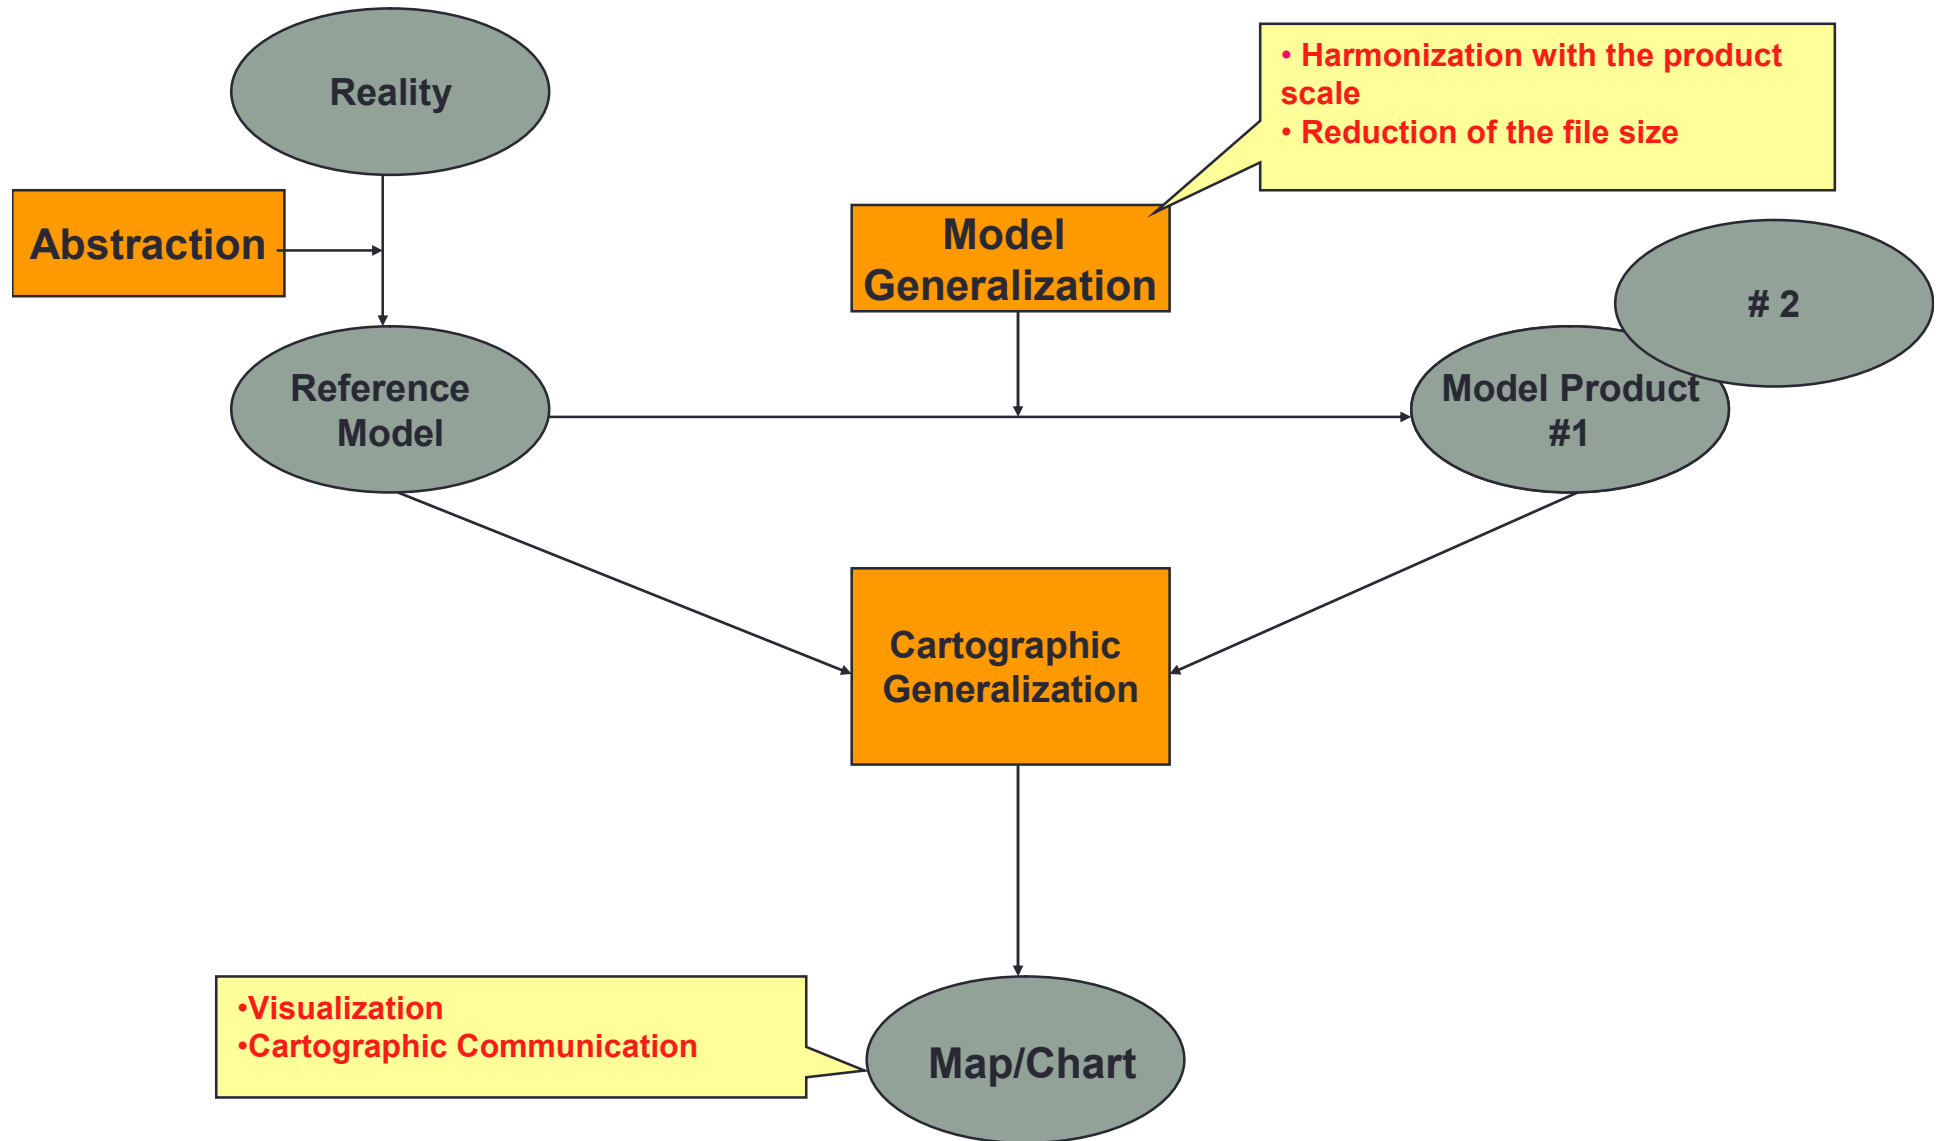 Reality
• Harmonization with the product
scale
• Reduction of the file size
Abstraction
Model
Generalization
# 2
Reference
Model
Model Product
#1
Cartographic
Generalization
•Visualization
•Cartographic Communication
Map/Chart